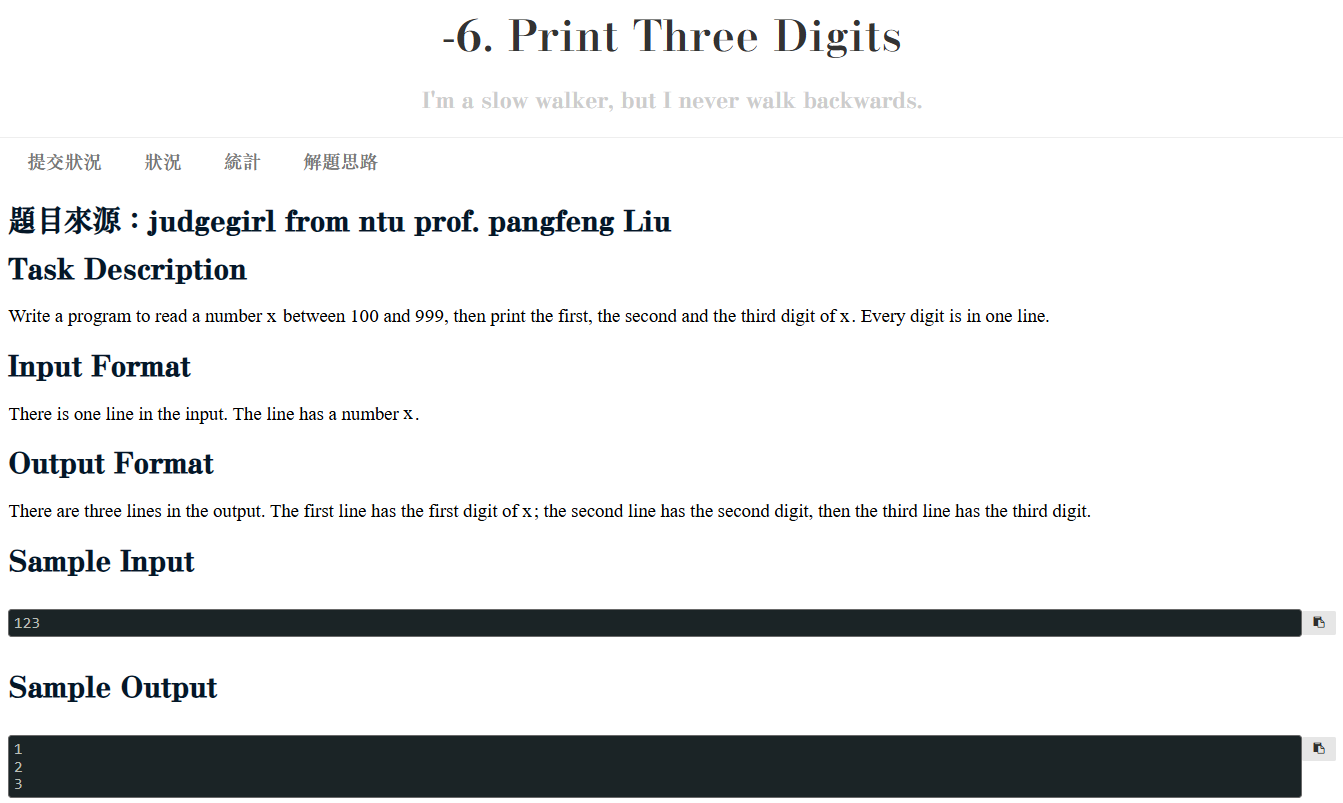 -6. Print Three Digits
I'm a slow walker, but I never walk backwards.
提交狀況 狀況 統計 解題思路
題目來源：judgegirl from ntu prof. pangfeng Liu
Task Description
Write a program to read a number x between 100 and 999, then print the first, the second and the third digit of x. Every digit is in one line.
Input Format
There is one line in the input. The line has a number x.
Output Format
There are three lines in the output. The first line has the first digit of x; the second line has the second digit, then the third line has the third digit.
Sample Input
123
Sample Output
1
2
3